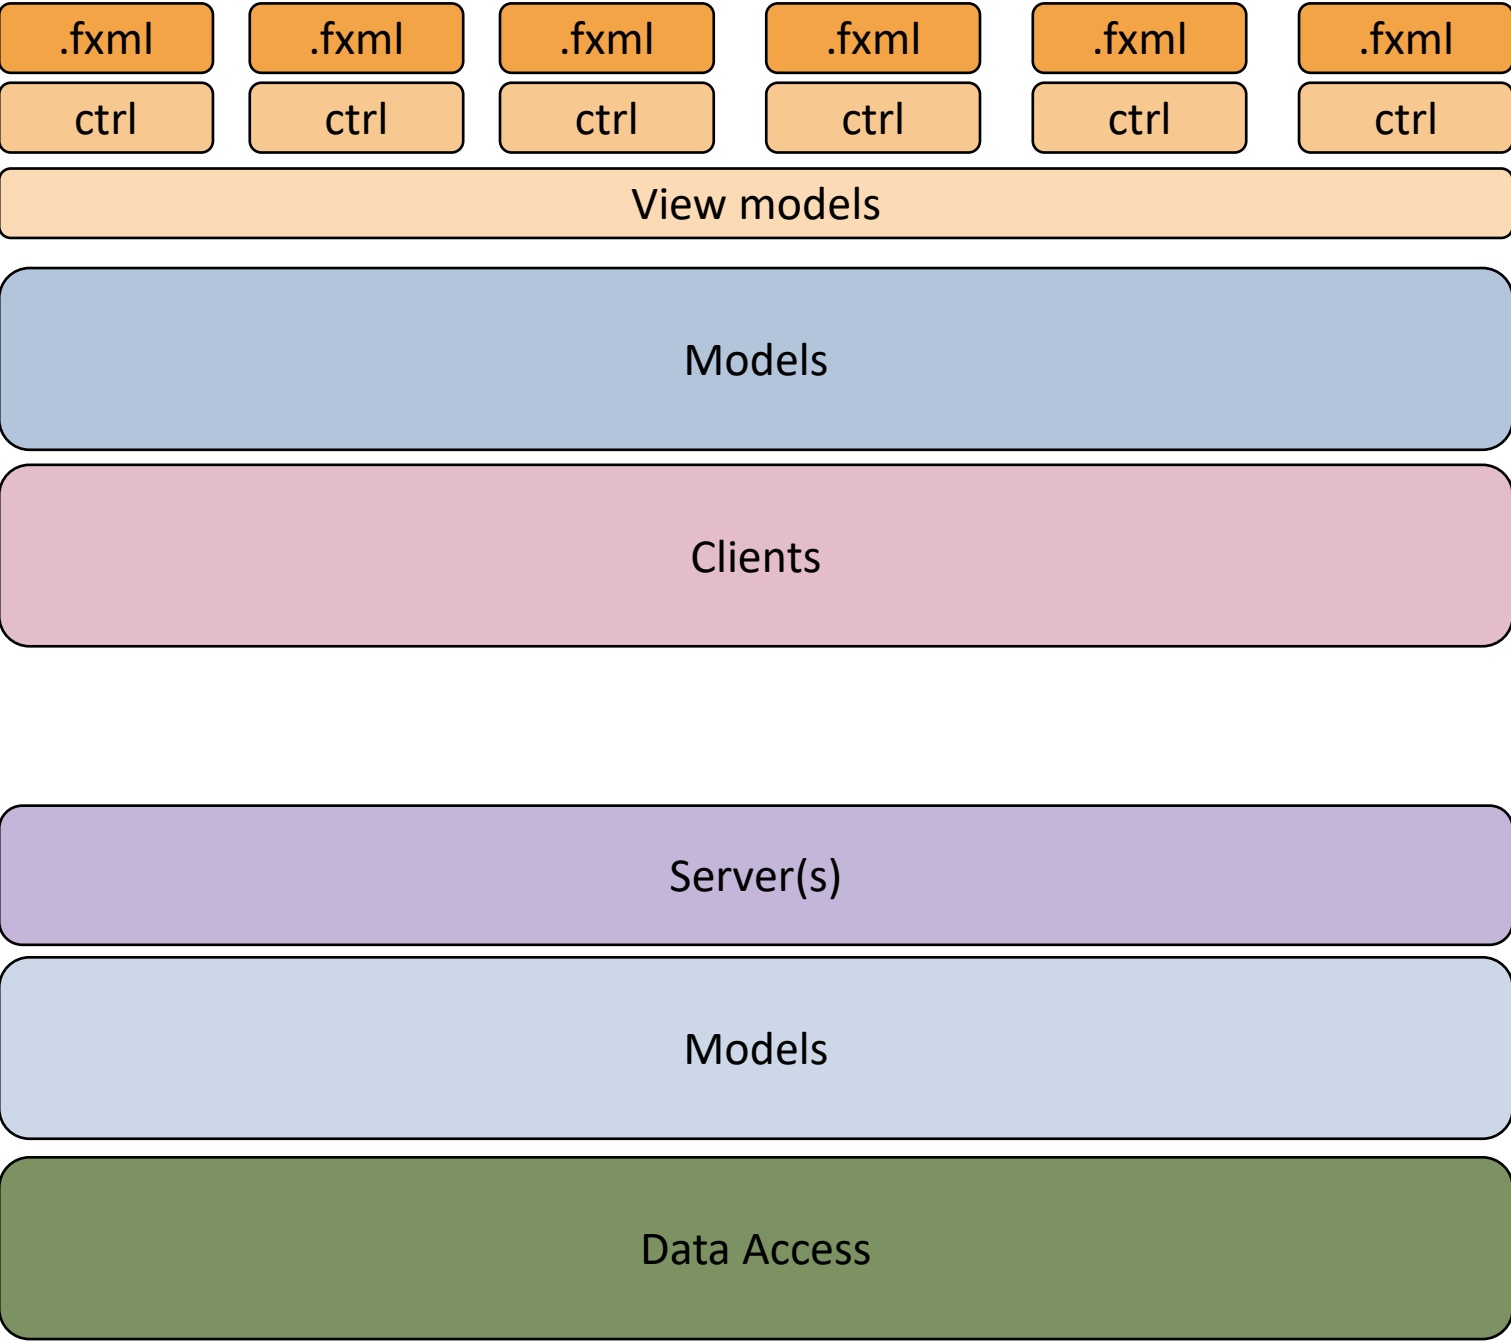 .fxml .fxml .fxml .fxml .fxml .fxml
ctrl ctrl ctrl ctrl ctrl ctrl
View models
Models
Clients
Server(s)
Models
Data Access